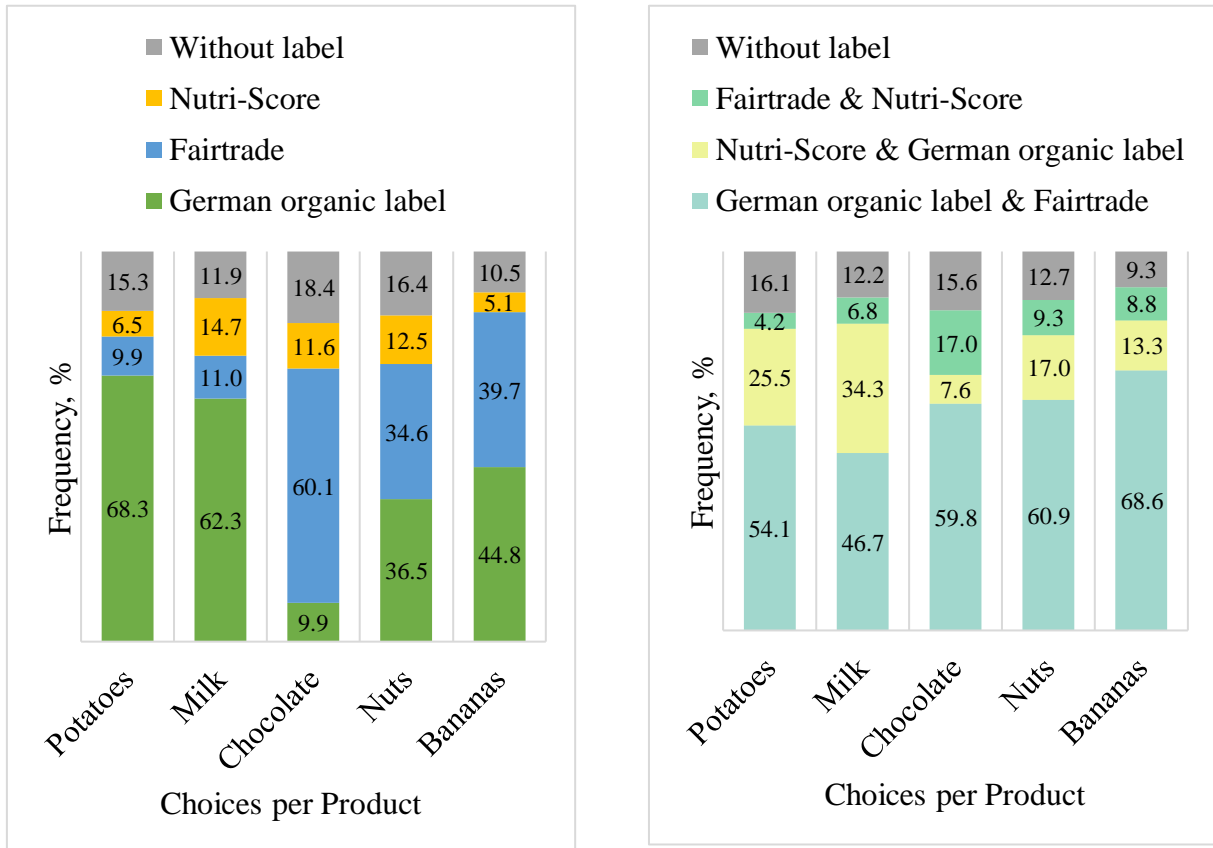 Without label
Nutri-Score
Fairtrade
German organic label
Frequency, %
15.3
11.9
18.4
16.4
10.5
6.5
14.7
11.6
12.5
5.1
9.9
11.0
60.1
34.6
39.7
68.3
62.3
9.9
36.5
44.8
Potatoes
Milk
Chocolate
Nuts
Bananas
Choices per Product
Without label
Fairtrade & Nutri-Score
Nutri-Score & German organic label
German organic label & Fairtrade
Frequency, %
16.1
12.2
15.6
12.7
9.3
4.2
6.8
17.0
9.3
8.8
25.5
34.3
7.6
17.0
13.3
54.1
46.7
59.8
60.9
68.6
Potatoes
Milk
Chocolate
Nuts
Bananas
Choices per Product